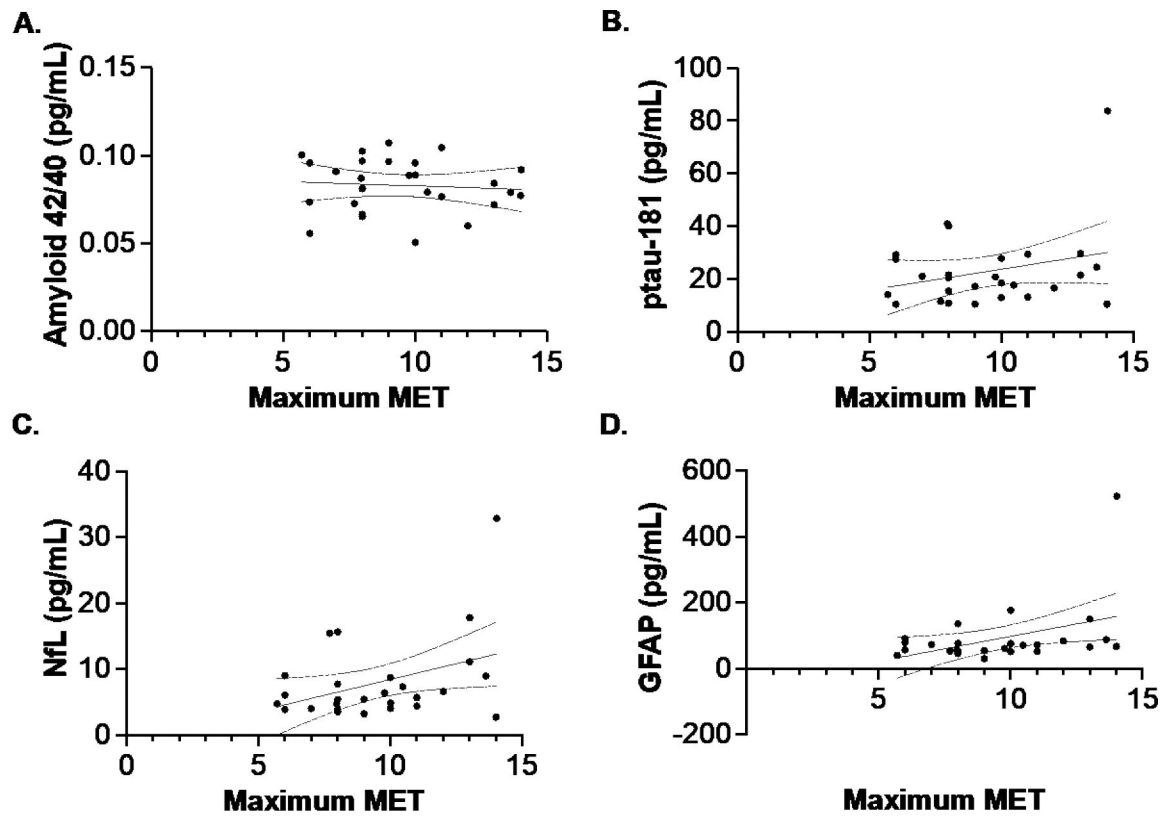 A.
Amyloid 42/40 (pg/mL)
0.15
0.10
0.05
0.00
0 5 10 15
Maximum MET
B.
ptau-181 (pg/mL)
100
80
60
40
20
0
0 5 10 15
Maximum MET
C.
NfL (pg/mL)
40
30
20
10
0
0 5 10 15
Maximum MET
D.
GFAP (pg/mL)
600
400
200
0
-200
5 10 15
Maximum MET